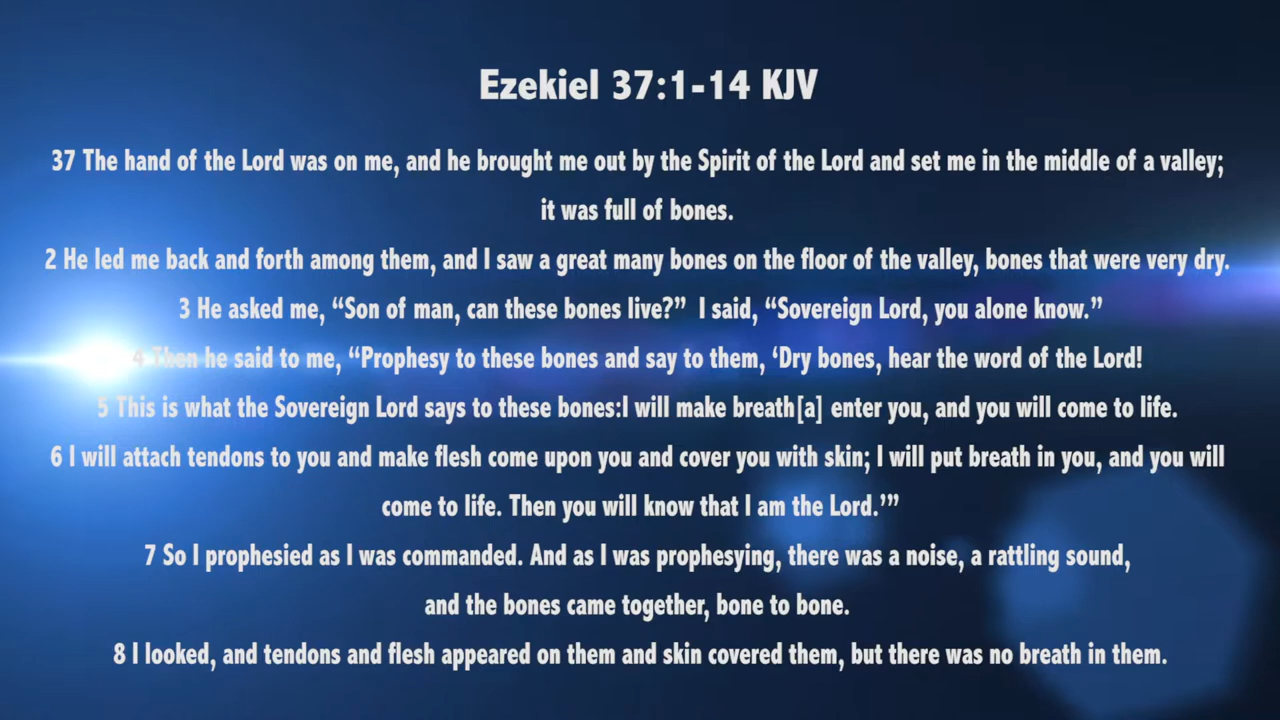 Ezekiel 37:1-14 KJV
37 The hand of the Lord was on me, and he brought me out by the Spirit of the Lord and set me in the middle of a valley;
it was full of bones.
2 He led me back and forth among them, and I saw a great many bones on the floor of the valley, bones that were very dry.
3 He asked me, “Son of man, can these bones live?” I said, “Sovereign Lord, you alone know.”
4 Then he said to me, “Prophesy to these bones and say to them, ‘Dry bones, hear the word of the Lord!
5 This is what the Sovereign Lord says to these bones:I will make breath[a] enter you, and you will come to life.
6 I will attach tendons to you and make flesh come upon you and cover you with skin; I will put breath in you, and you will
come to life. Then you will know that I am the Lord.’”
7 So I prophesied as I was commanded. And as I was prophesying, there was a noise, a rattling sound,
and the bones came together, bone to bone.
8 I looked, and tendons and flesh appeared on them and skin covered them, but there was no breath in them.